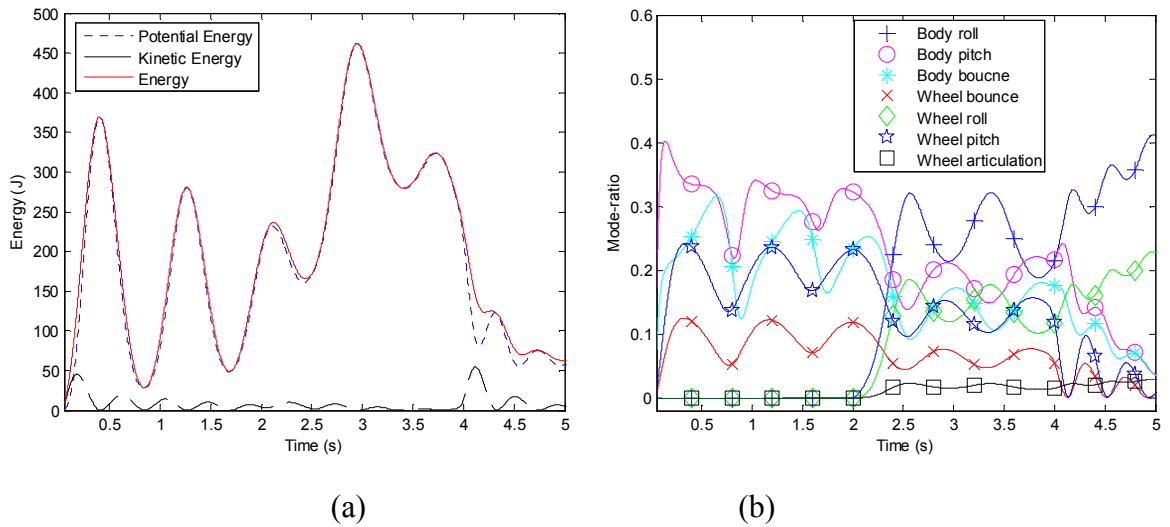 500
450
400
350
300
250
200
150
100
50
0
Energy (J)
0.5 1 1.5 2 2.5 3 3.5 4 4.5 5
Time (s)
Potential Energy
Kinetic Energy
Energy
(a)
0.6
0.5
0.4
0.3
0.2
0.1
0
Mode-ratio
0.5 1 1.5 2 2.5 3 3.5 4 4.5 5
Time (s)
Body roll
Body pitch
Body boucne
Wheel bounce
Wheel roll
Wheel pitch
Wheel articulation
(b)